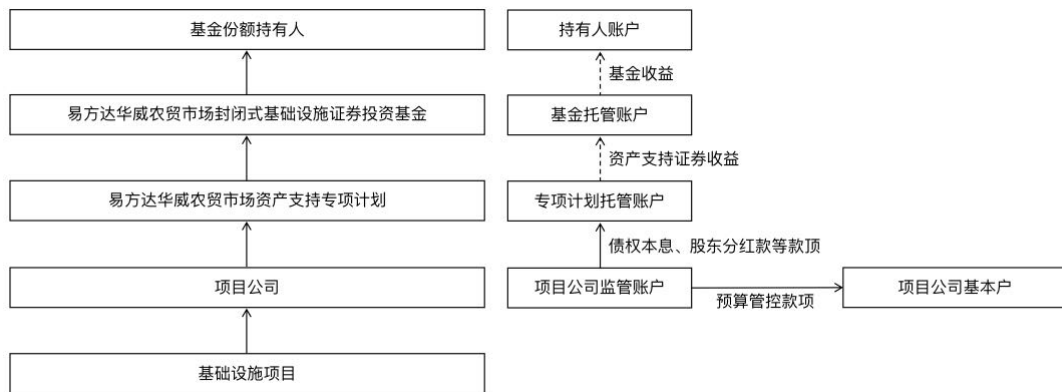 基金份额持有人
持有人账户
基金收益
易方达华威农贸市场封闭式基础设施证券投资基金
基金托管账户
资产支持证券收益
易方达华威农贸市场资产支持专项计划
专项计划托管账户
债权本息、股东分红款等款顶
项目公司
项目公司监管账户
项目公司基本户
预算管控款项
基础设施项目